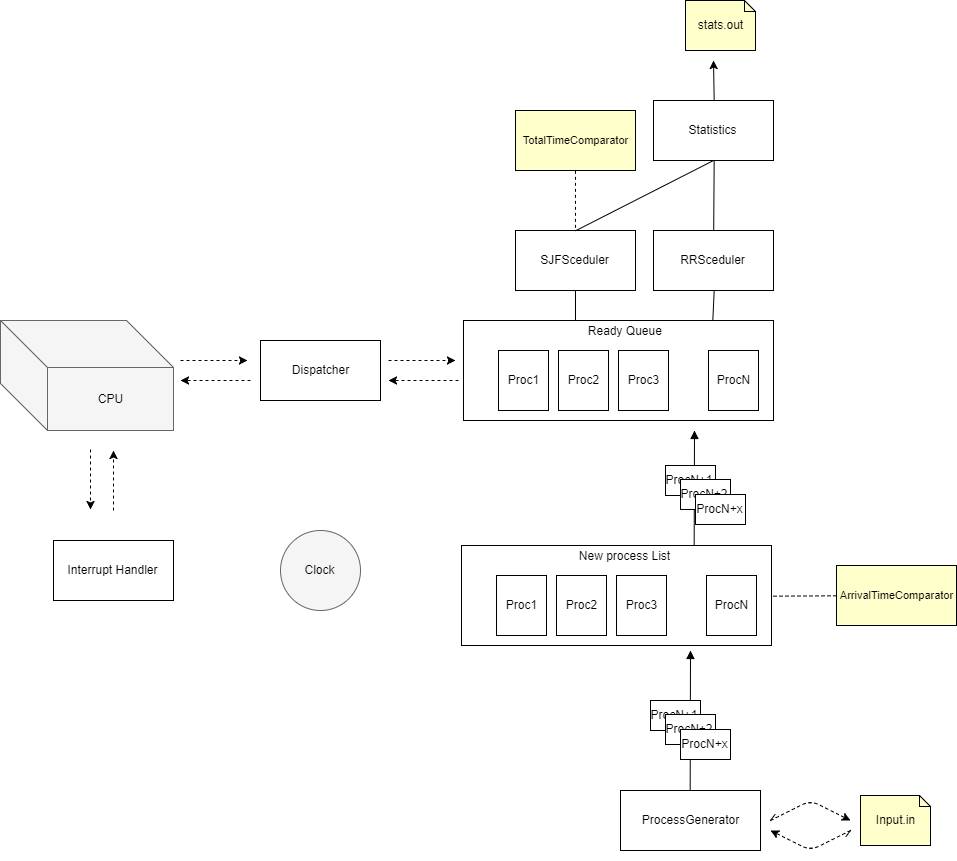 stats.out
Statistics
TotalTimeComparator
SJFSceduler
RRSceduler
Ready Queue
Proc1
Proc2
Proc3
ProcN
Dispatcher
CPU
ProcN+1
ProcN+2
ProcN+x
New process List
Proc1
Proc2
Proc3
ProcN
ArrivalTimeComparator
Interrupt Handler
Clock
ProcN+1
ProcN+2
ProcN+x
ProcessGenerator
Input.in